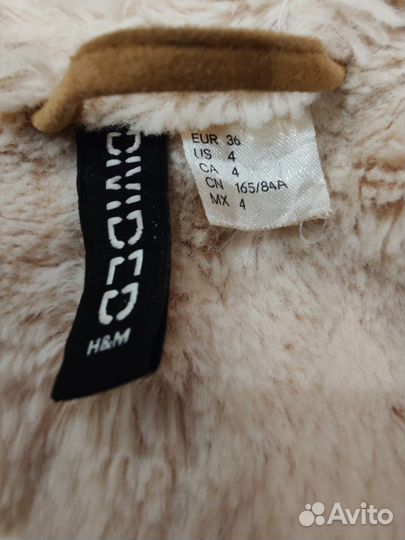 DIVIDED
H&M
EUR 36
US 4
CA 4
CN 165/84A
MX 4
Avito